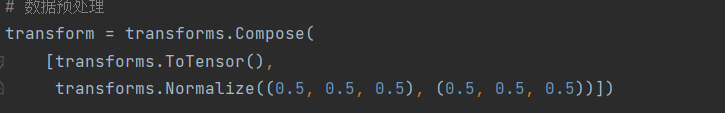 # 数据预处理
transform = transforms.Compose(
    [transforms.ToTensor(),
     transforms.Normalize((0.5, 0.5, 0.5), (0.5, 0.5, 0.5))])